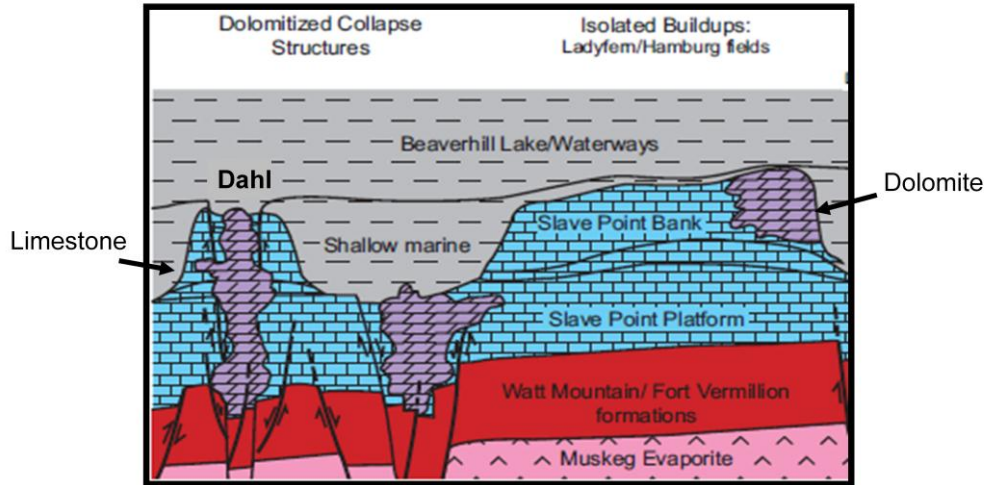 Dolomitized Collapse
Structures
Isolated Buildups:
Ladyfern/Hamburg fields
Beaverhill Lake/Waterways
Dahl
Dolomite
Limestone
Slave Point Bank
Shallow marine
Slave Point Platform
Watt Mountain/ Fort Vermillion
formations
Muskeg Evaporite